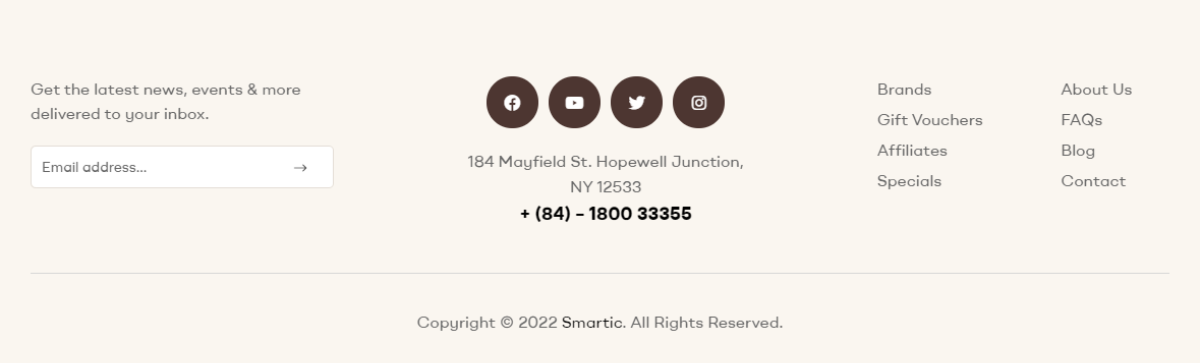 Get the latest news, events & more
delivered to your inbox.
Email address...
184 Mayfield St. Hopewell Junction,
NY 12533
+ (84) – 1800 33355
Brands
Gift Vouchers
Affiliates
Specials
About Us
FAQs
Blog
Contact
Copyright © 2022 Smartic. All Rights Reserved.